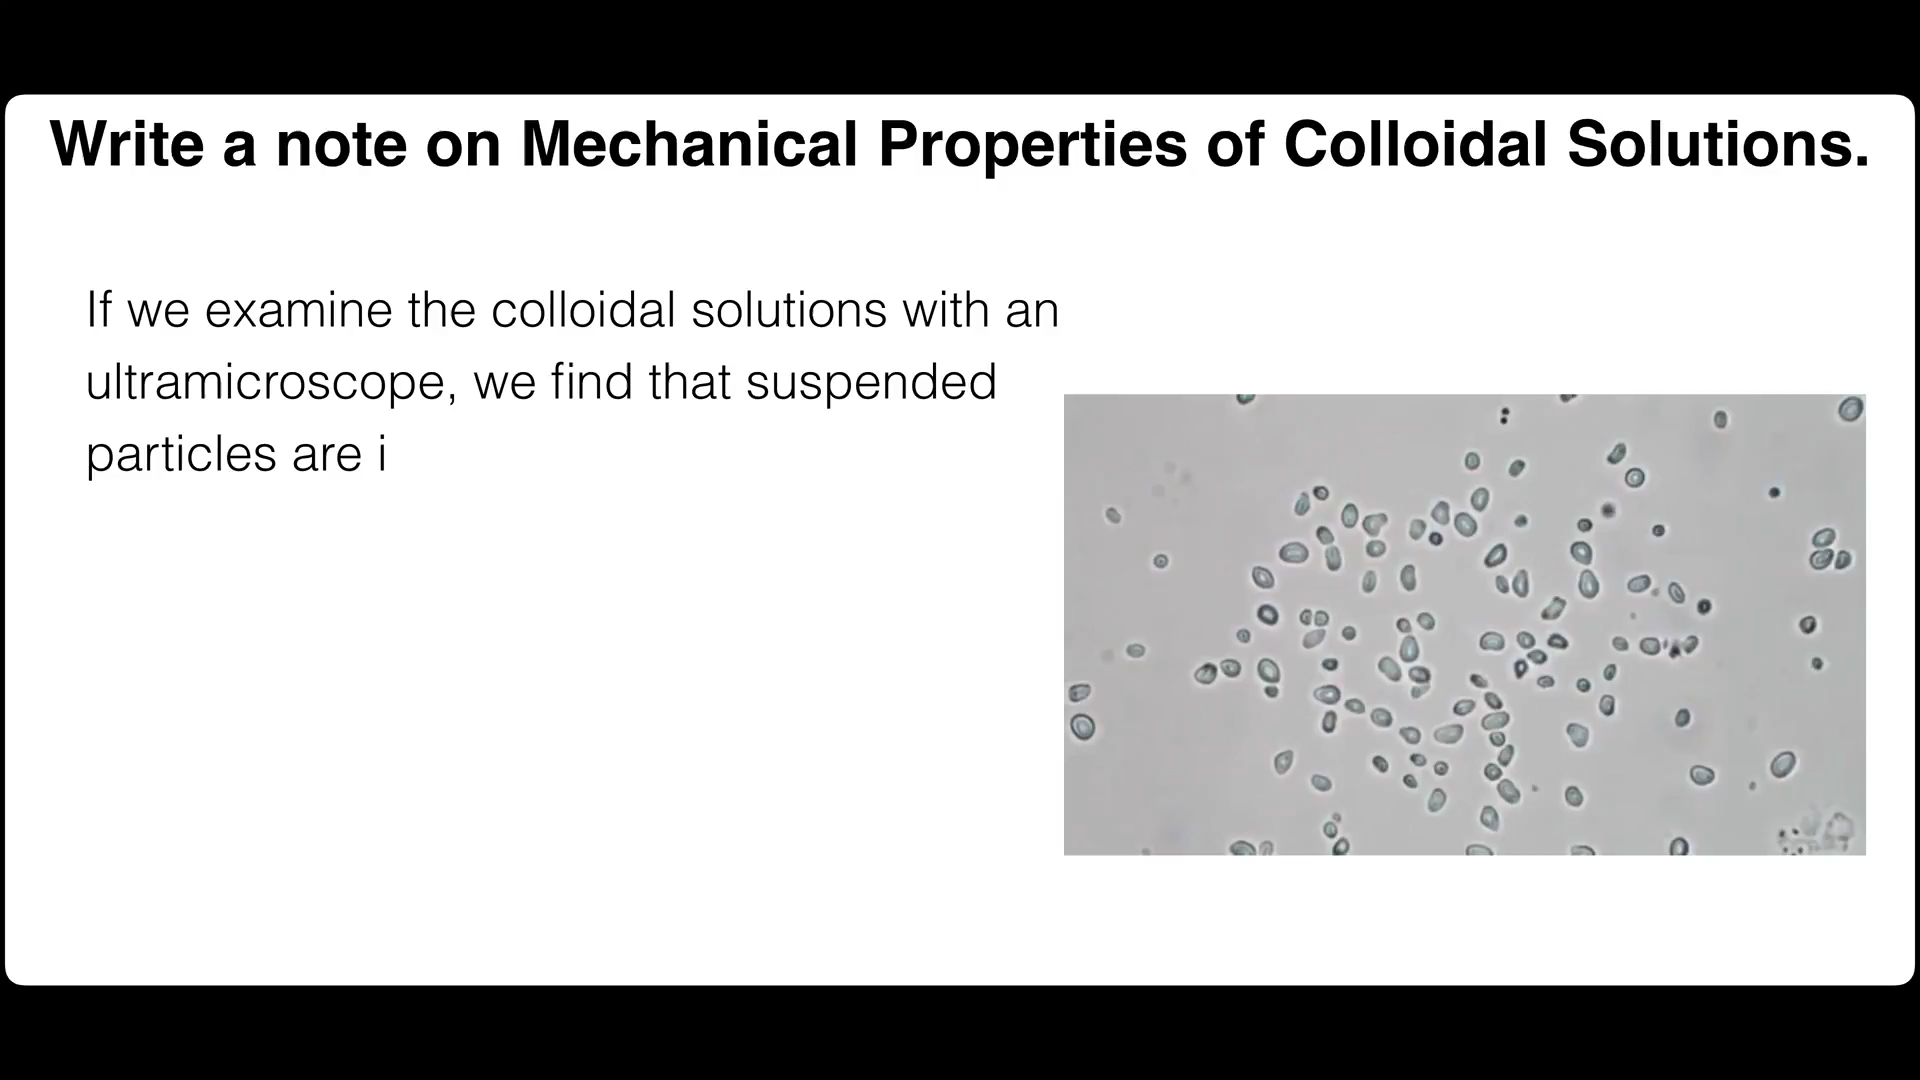 Write a note on Mechanical Properties of Colloidal Solutions.
If we examine the colloidal solutions with an
ultramicroscope, we find that suspended
particles are i